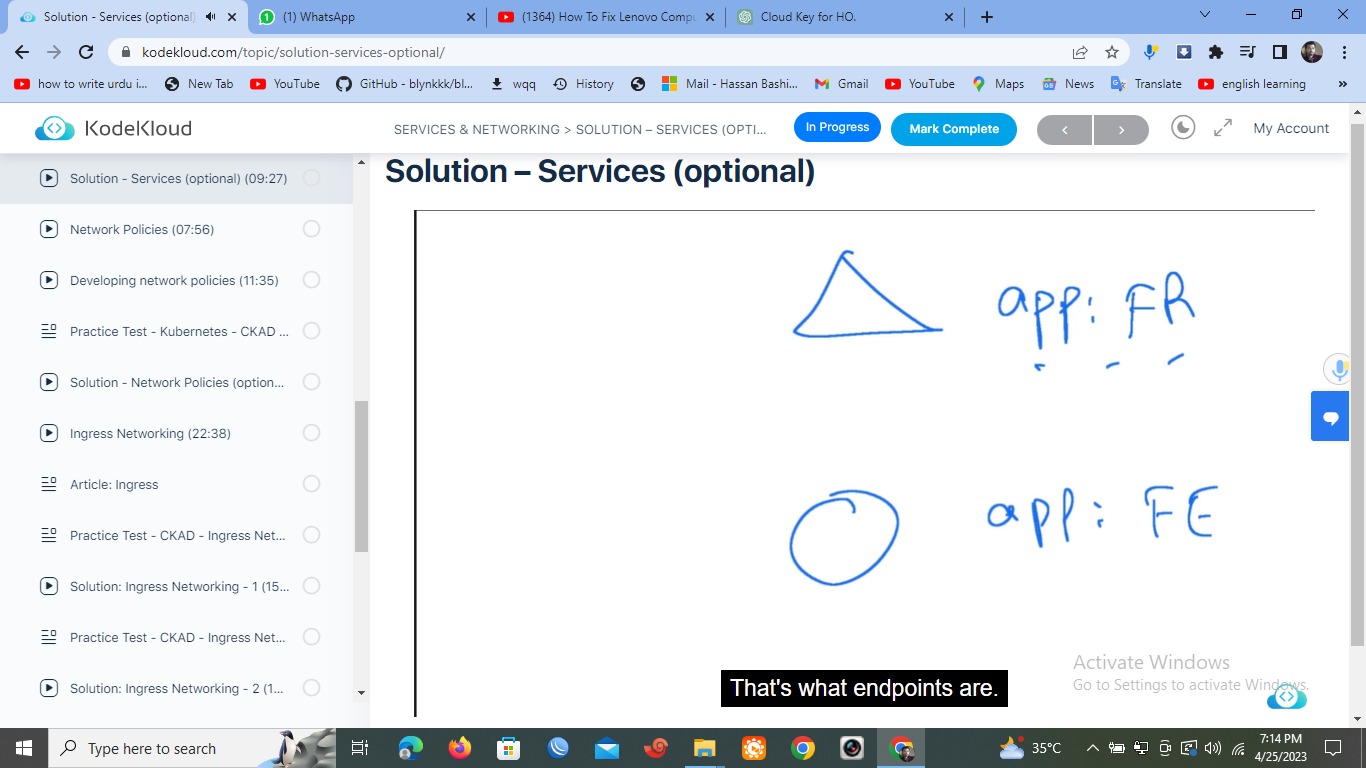 Solution - Services (optional)
(1) WhatsApp
(1364) How To Fix Lenovo Compu
Cloud Key for HO.
kodekloud.com/topic/solution-services-optional/
how to write urdu i...
New Tab
YouTube
GitHub - blynkkk/bl...
wqq
History
Mail - Hassan Bashi...
Gmail
YouTube
Maps
News
Translate
english learning
»
KodeKloud
SERVICES & NETWORKING > SOLUTION – SERVICES (OPTI...
In Progress
Mark Complete
My Account
Solution - Services (optional) (09:27)
Network Policies (07:56)
Developing network policies (11:35)
Practice Test - Kubernetes - CKAD ...
Solution - Network Policies (option...
Ingress Networking (22:38)
Article: Ingress
Practice Test - CKAD - Ingress Net...
Solution: Ingress Networking - 1 (15...
Practice Test - CKAD - Ingress Net...
Solution: Ingress Networking - 2 (1...
Solution – Services (optional)
app: FR
app: FE
That's what endpoints are.
Activate Windows
Go to Settings to activate Windows.
Type here to search
35°C
7:14 PM
4/25/2023